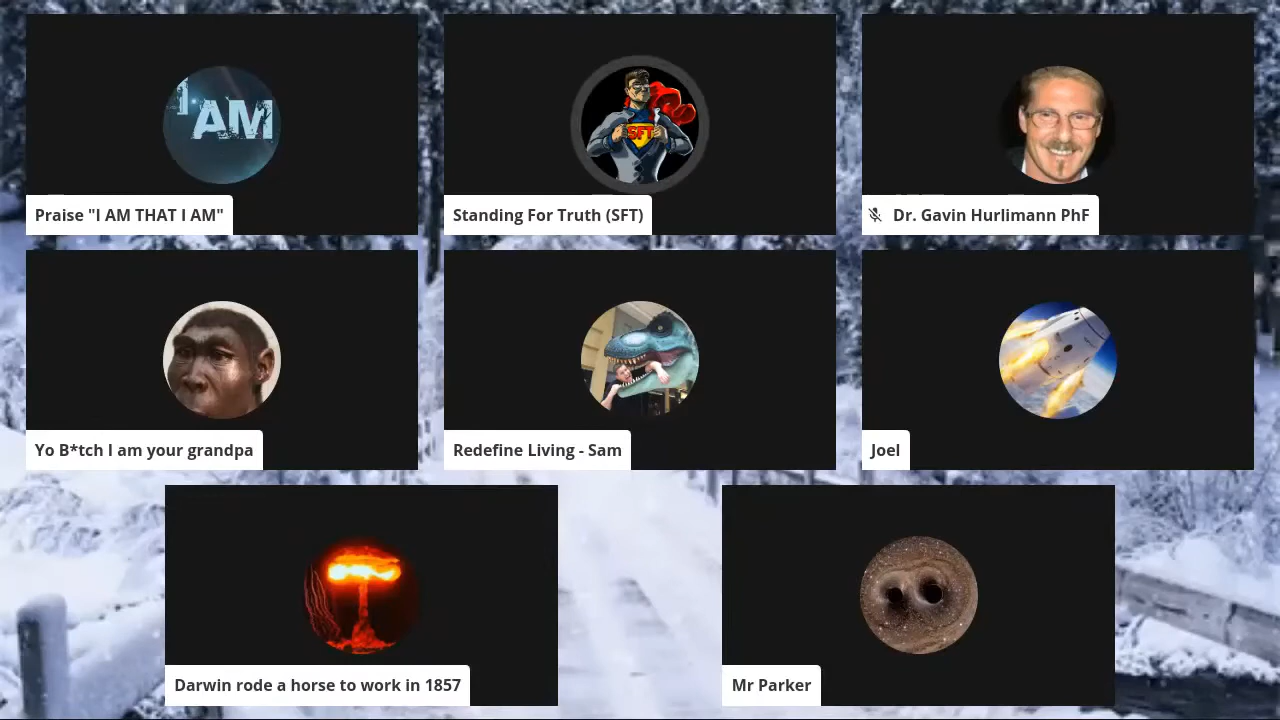 I AM
Praise "I AM THAT I AM"
SFT
Standing For Truth (SFT)
Dr. Gavin Hurlimann PhF
Yo B*tch I am your grandpa
Redefine Living - Sam
Joel
Darwin rode a horse to work in 1857
Mr Parker